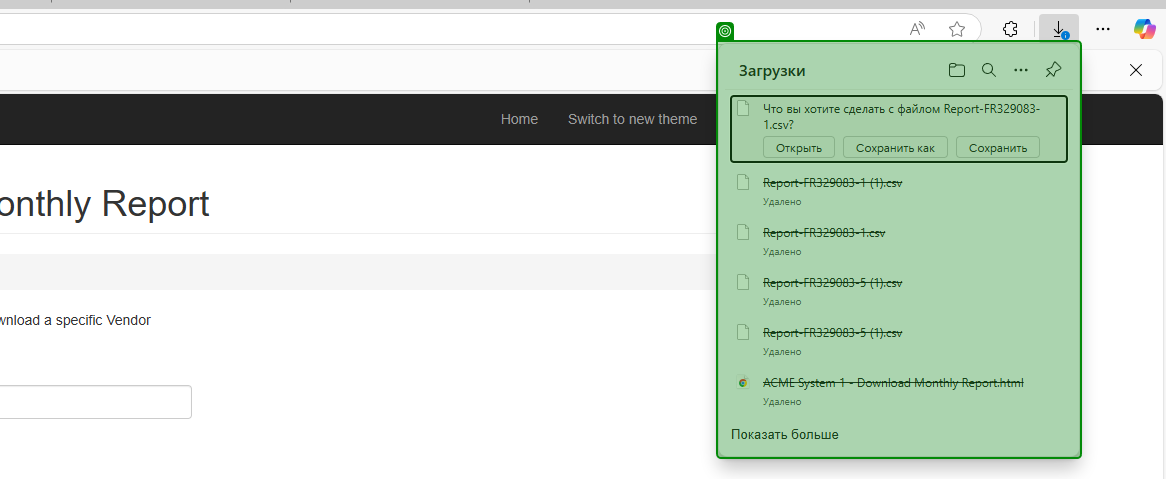 Загрузки
Home
Switch to new theme
Что вы хотите сделать с файлом Report-FR329083-
1.csv?
Открыть
Сохранить как
Сохранить
onthly Report
Report-FR329083-1 (1).csv
Удалено
Report-FR329083-1.csv
Удалено
Report-FR329083-5 (1).csv
Удалено
wnload a specific Vendor
Report-FR329083-5 (1).csv
Удалено
ACME System 1 - Download Monthly Report.html
Удалено
Показать больше